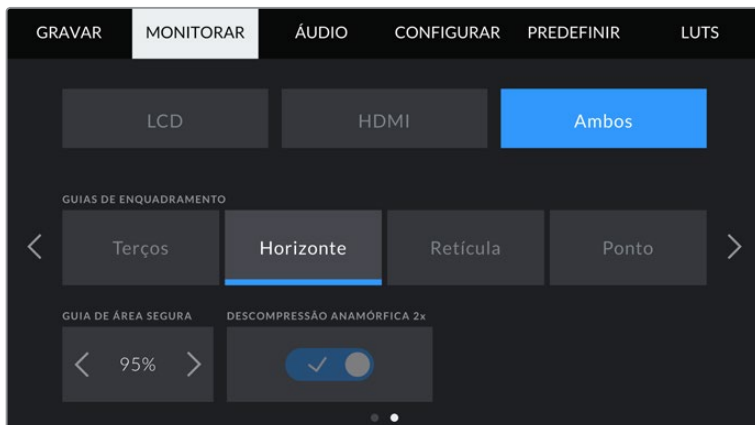 GRAVAR MONITORAR ÁUDIO CONFIGURAR PREDEFINIR LUTS
LCD HDMI Ambos
GUIAS DE ENQUADRAMENTO
Terços Horizonte Retícula Ponto
GUIA DE ÁREA SEGURA DESCOMPRESSÃO ANAMÓRFICA 2x
95%